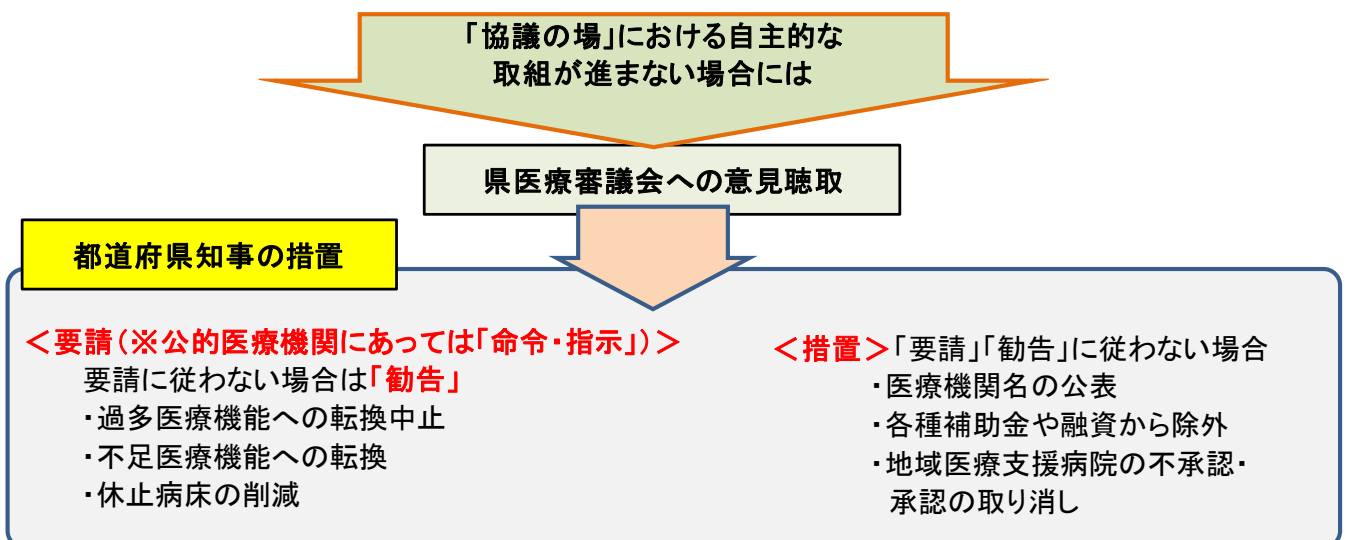 「協議の場」における自主的な
取組が進まない場合には
県医療審議会への意見聴取
都道府県知事の措置
＜要請（※公的医療機関にあっては「命令・指示」）＞
要請に従わない場合は「勧告」
・過多医療機能への転換中止
・不足医療機能への転換
・休止病床の削減
＜措置＞「要請」「勧告」に従わない場合
・医療機関名の公表
・各種補助金や融資から除外
・地域医療支援病院の不承認・
承認の取り消し